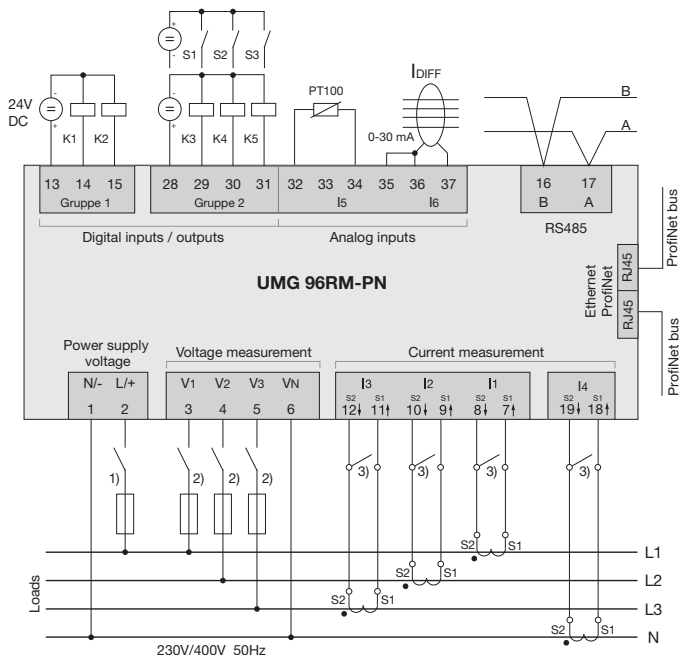 S1 S2 S3
24V
DC
K1 K2
K3 K4 K5
PT100
IDIFF
0-30 mA
B
A
13 14 15
Gruppe 1
28 29 30 31
Gruppe 2
32 33 34 35 36 37
I5 I6
16 17
B A
Digital inputs / outputs
Analog inputs
RS485
UMG 96RM-PN
Ethernet
ProfiNet
RJ45
RJ45
ProfiNet bus
ProfiNet bus
Power supply
voltage
Voltage measurement
Current measurement
N/- L/+
1 2
V1 V2 V3 VN
3 4 5 6
I3 I2 I1
S2 S1 S2 S1 S2 S1
12 11 10 9 8 7
I4
S2 S1
19 18
1) 2) 2) 2)
3) 3) 3) 3)
S2 S1
L1
S2 S1
L2
S2 S1
L3
S2 S1
N
Loads
230V/400V 50Hz